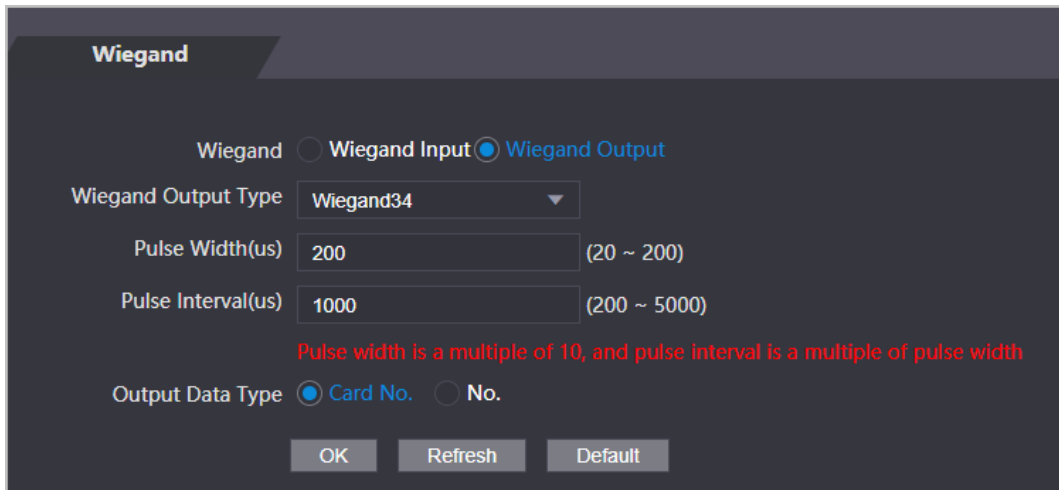 Wiegand
Wiegand Wiegand Input Wiegand Output
Wiegand Output Type Wiegand34
Pulse Width(us) 200 (20 ~ 200)
Pulse Interval(us) 1000 (200 ~ 5000)
Pulse width is a multiple of 10, and pulse interval is a multiple of pulse width
Output Data Type Card No. No.
OK Refresh Default